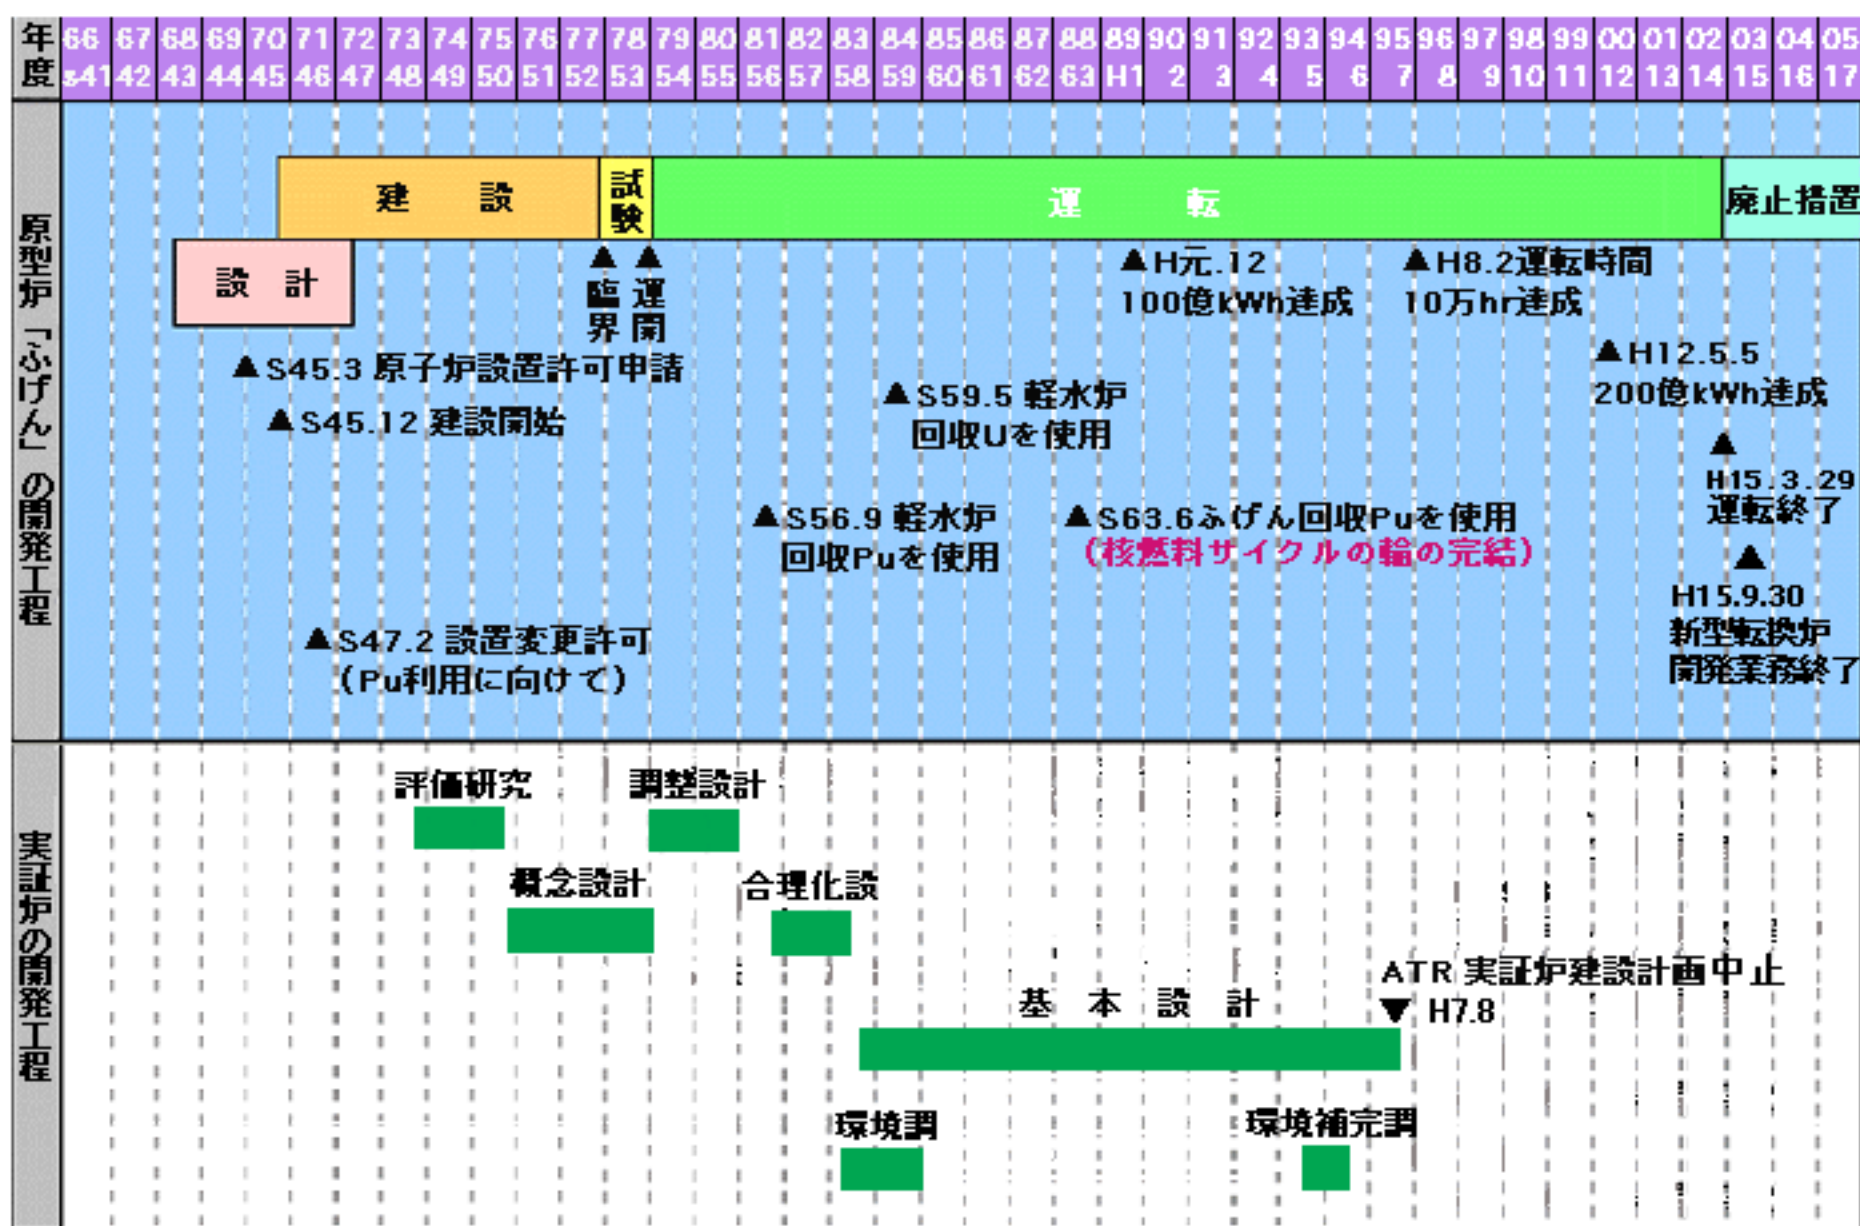 年度 66 67 68 69 70 71 72 73 74 75 76 77 78 79 80 81 82 83 84 85 86 87 88 89 90 91 92 93 94 95 96 97 98 99 00 01 02 03 04 05
s41 42 43 44 45 46 47 48 49 50 51 52 53 54 55 56 57 58 59 60 61 62 63 H1 2 3 4 5 6 7 8 9 10 11 12 13 14 15 16 17
原型炉「ふげん」の開発工程
建設
試験
運転
廃止措置
設計
▲臨界
▲運開
▲H元.12
100億kWh達成
▲H8.2運転時間
10万hr達成
▲S45.3 原子炉設置許可申請
▲H12.5.5
200億kWh達成
▲S45.12 建設開始
▲S59.5 軽水炉
回収Uを使用
▲
H15.3.29
運転終了
▲S56.9 軽水炉
回収Puを使用
▲S63.6ふげん回収Puを使用
(核燃料サイクルの輪の完結)
▲
H15.9.30
新型転換炉
開発業務終了
▲S47.2 設置変更許可
(Pu利用に向けて)
実証炉の開発工程
評価研究
調整設計
概念設計
合理化設
ATR 実証炉建設計画中止
▼ H7.8
基本設計
環境調
環境補完調